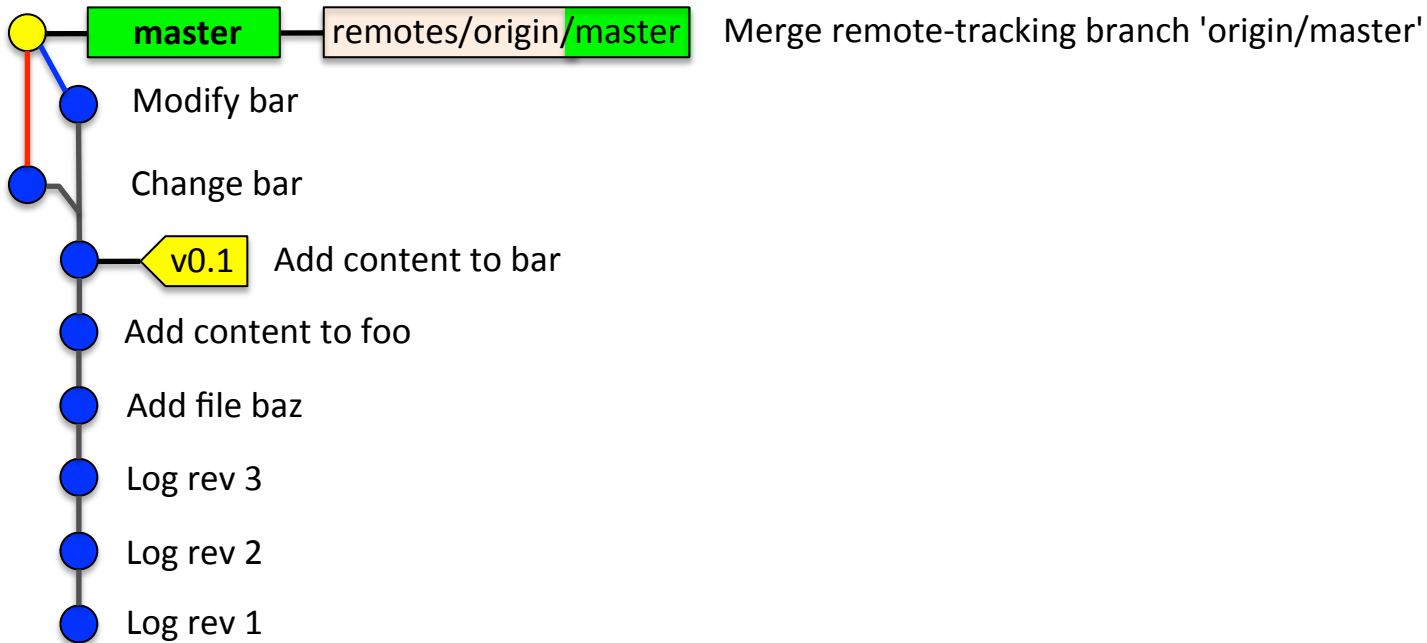 master remotes/origin/master Merge remote-tracking branch 'origin/master'
Modify bar
Change bar
v0.1 Add content to bar
Add content to foo
Add file baz
Log rev 3
Log rev 2
Log rev 1